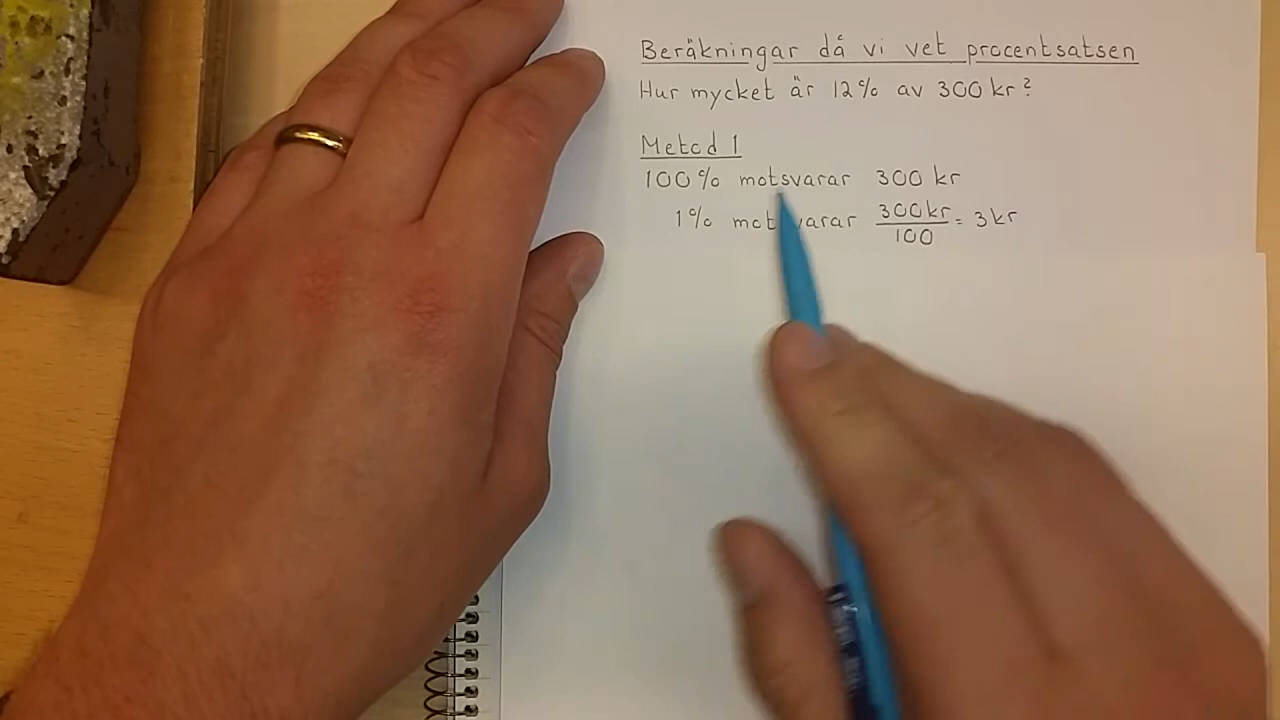 Beräkningar då vi vet procentsatsen
Hur mycket är 12% av 300 kr?
Metod 1
100% motsvarar 300 kr
1% motsvarar 300kr/100 = 3kr